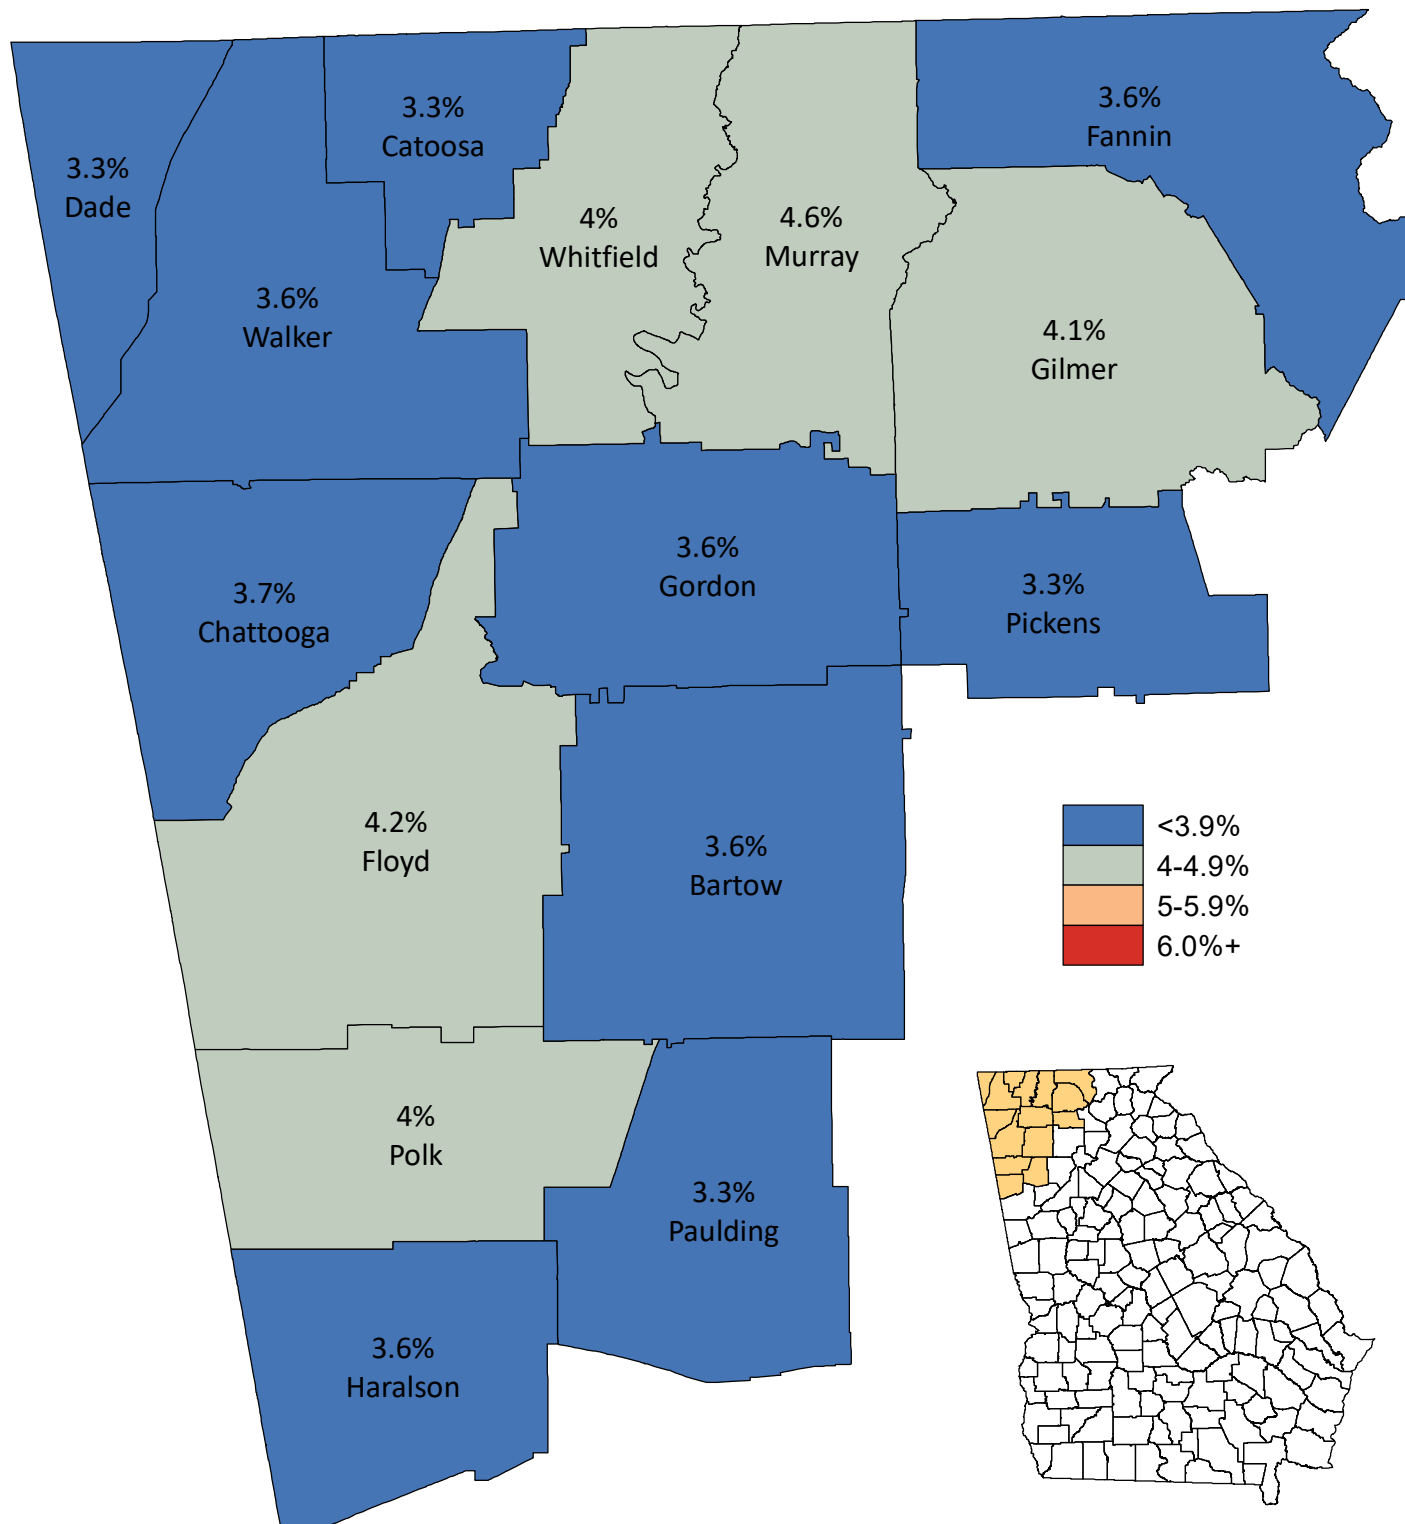 3.3%
Dade
3.3%
Catoosa
3.6%
Walker
4%
Whitfield
4.6%
Murray
3.6%
Fannin
4.1%
Gilmer
3.7%
Chattooga
3.6%
Gordon
3.3%
Pickens
4.2%
Floyd
3.6%
Bartow
4%
Polk
3.3%
Paulding
3.6%
Haralson
<3.9%
4-4.9%
5-5.9%
6.0%+